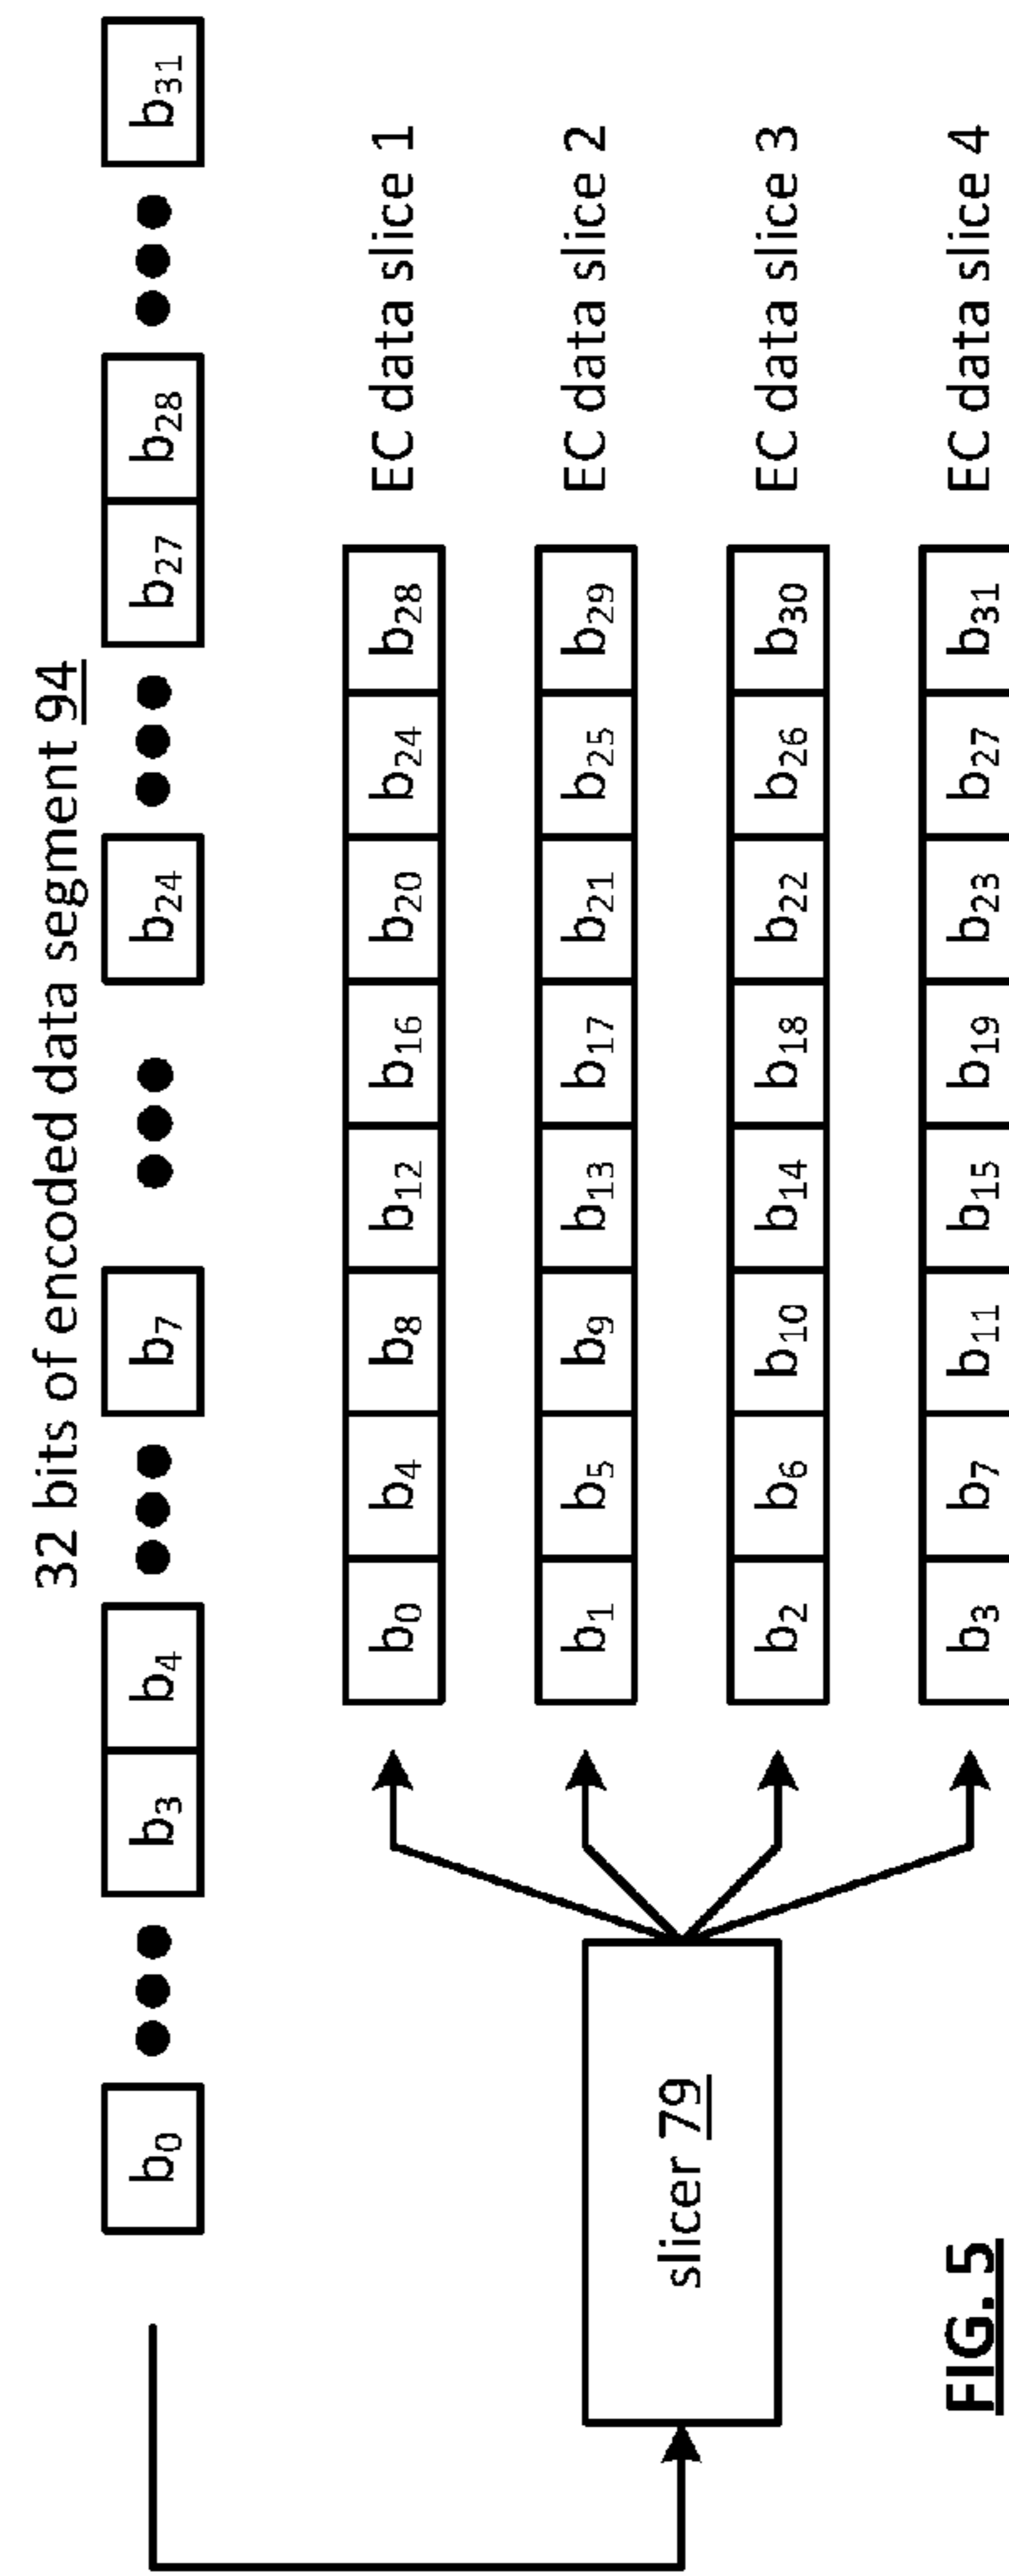 32 bits of encoded data segment 94
b0 ●●● b3 b4 ●●● b7 ●●● b24 ●●● b27 b28 ●●● b31
b0 b4 b8 b12 b16 b20 b24 b28 EC data slice 1
b1 b5 b9 b13 b17 b21 b25 b29 EC data slice 2
slicer 79
b2 b6 b10 b14 b18 b22 b26 b30 EC data slice 3
b3 b7 b11 b15 b19 b23 b27 b31 EC data slice 4
FIG. 5